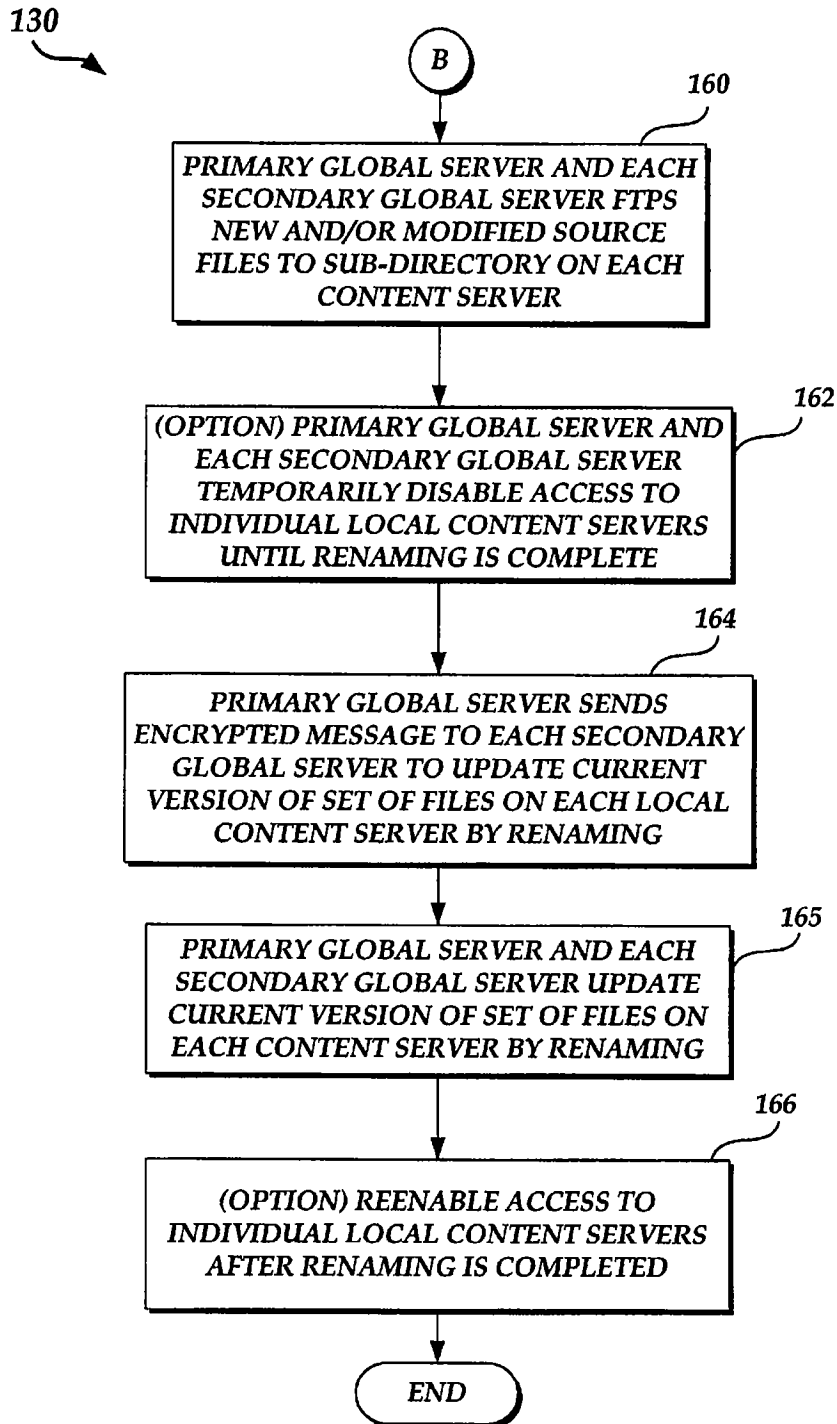 130
B
160
PRIMARY GLOBAL SERVER AND EACH
SECONDARY GLOBAL SERVER FTPS
NEW AND/OR MODIFIED SOURCE
FILES TO SUB-DIRECTORY ON EACH
CONTENT SERVER
162
(OPTION) PRIMARY GLOBAL SERVER AND
EACH SECONDARY GLOBAL SERVER
TEMPORARILY DISABLE ACCESS TO
INDIVIDUAL LOCAL CONTENT SERVERS
UNTIL RENAMING IS COMPLETE
164
PRIMARY GLOBAL SERVER SENDS
ENCRYPTED MESSAGE TO EACH SECONDARY
GLOBAL SERVER TO UPDATE CURRENT
VERSION OF SET OF FILES ON EACH LOCAL
CONTENT SERVER BY RENAMING
165
PRIMARY GLOBAL SERVER AND EACH
SECONDARY GLOBAL SERVER UPDATE
CURRENT VERSION OF SET OF FILES ON
EACH CONTENT SERVER BY RENAMING
166
(OPTION) REENABLE ACCESS TO
INDIVIDUAL LOCAL CONTENT SERVERS
AFTER RENAMING IS COMPLETED
END